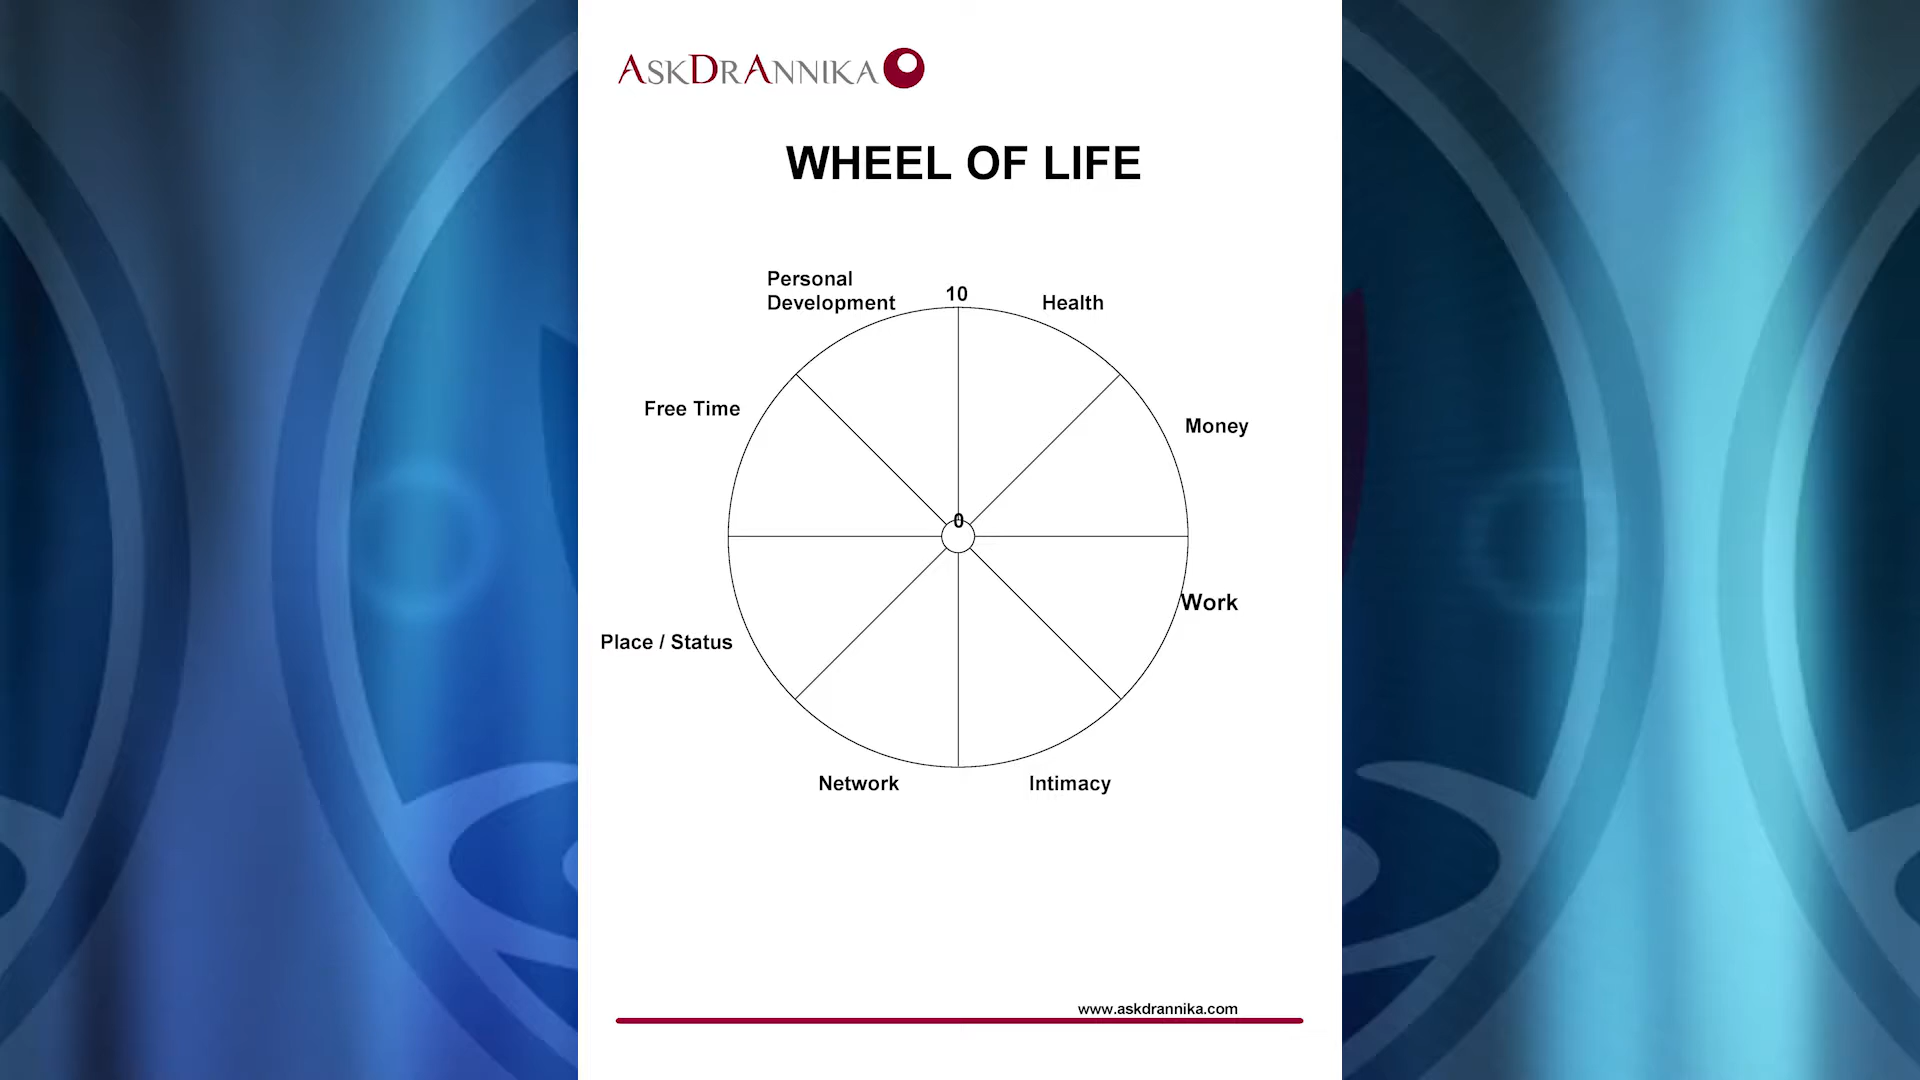 ASKDRANNIKA
WHEEL OF LIFE
Personal
Development
10
Health
Free Time
Money
0
Work
Place / Status
Network
Intimacy
www.askdrannika.com